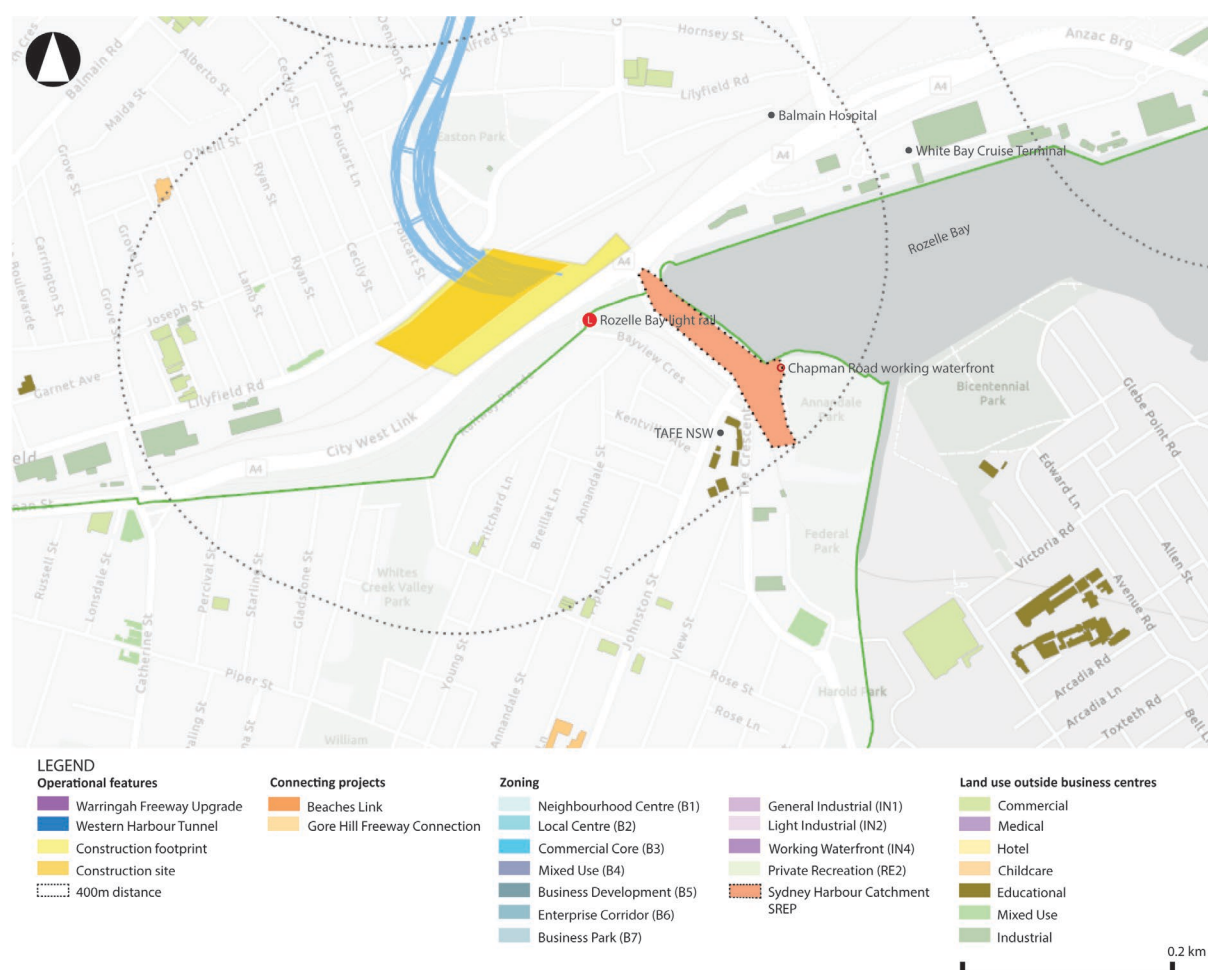 Hornsey St
Anzac Brg
Balmain Rd
Alberto St
Cecily St
Foucart St
Denison St
Alfred St
A4
Lilyfield Rd
Maida St
Balmain Hospital
Easton Park
O'Neill St
Foucart Ln
A4
White Bay Cruise Terminal
Grove St
Ryan St
Carrington St
Grove Ln
Cecily St
Foucart St
Rozelle Bay
Boulevarde
Lamb St
Ryan St
A4
Grove St
Joseph St
L
Rozelle Bay light rail
Bayview Cres
Chapman Road working waterfront
Garnet Ave
Lilyfield Rd
Railway Parade
Annandale Park
Bicentennial Park
Glebe Point Rd
City West Link
Kentville Ave
TAFE NSW
The Crescent
A4
Annandale St
Pritchard Ln
Breillat Ln
Edward Ln
Victoria Rd
Federal Park
Allen St
Russell St
Lonsdale St
Percival St
Starling St
Gladstone St
Whites Creek Valley Park
Johnston St
View St
Avenue Rd
Catherine St
Piper St
Young St
Annandale St
Rose St
Rose Ln
Harold Park
Arcadia Rd
Arcadia Ln
Toxteth Rd
William
LEGEND
Operational features
Warringah Freeway Upgrade
Western Harbour Tunnel
Construction footprint
Construction site
400m distance
Connecting projects
Beaches Link
Gore Hill Freeway Connection
Zoning
Neighbourhood Centre (B1)
Local Centre (B2)
Commercial Core (B3)
Mixed Use (B4)
Business Development (B5)
Enterprise Corridor (B6)
Business Park (B7)
General Industrial (IN1)
Light Industrial (IN2)
Working Waterfront (IN4)
Private Recreation (RE2)
Sydney Harbour Catchment
SREP
Land use outside business centres
Commercial
Medical
Hotel
Childcare
Educational
Mixed Use
Industrial
0.2 km